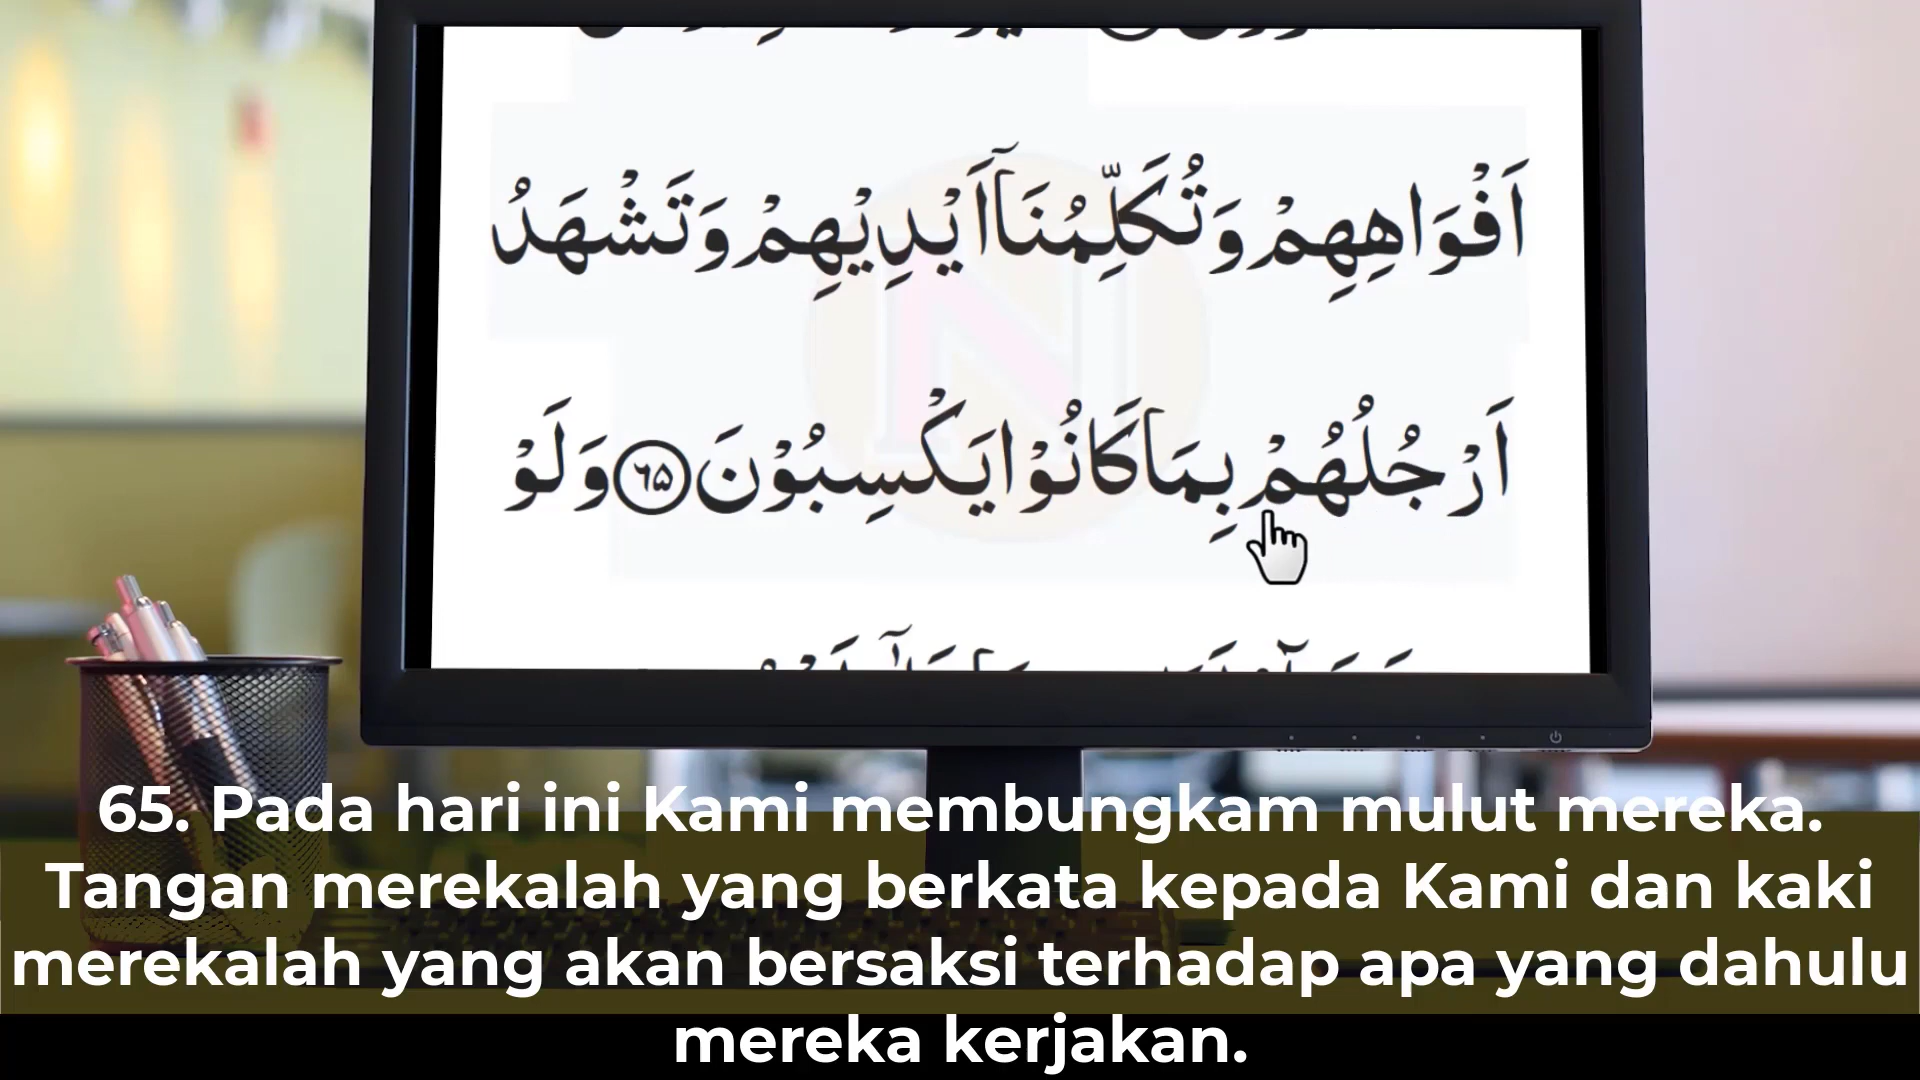 اَفْوَاهِهِمْ وَتُكَلِّمُنَآ اَيْدِيْهِمْ وَتَشْهَدُ
اَرْجُلُهُمْ بِمَا كَانُوْا يَكْسِبُوْنَ ۝٦٥ وَلَوْ
65. Pada hari ini Kami membungkam mulut mereka.
Tangan merekalah yang berkata kepada Kami dan kaki
merekalah yang akan bersaksi terhadap apa yang dahulu
mereka kerjakan.